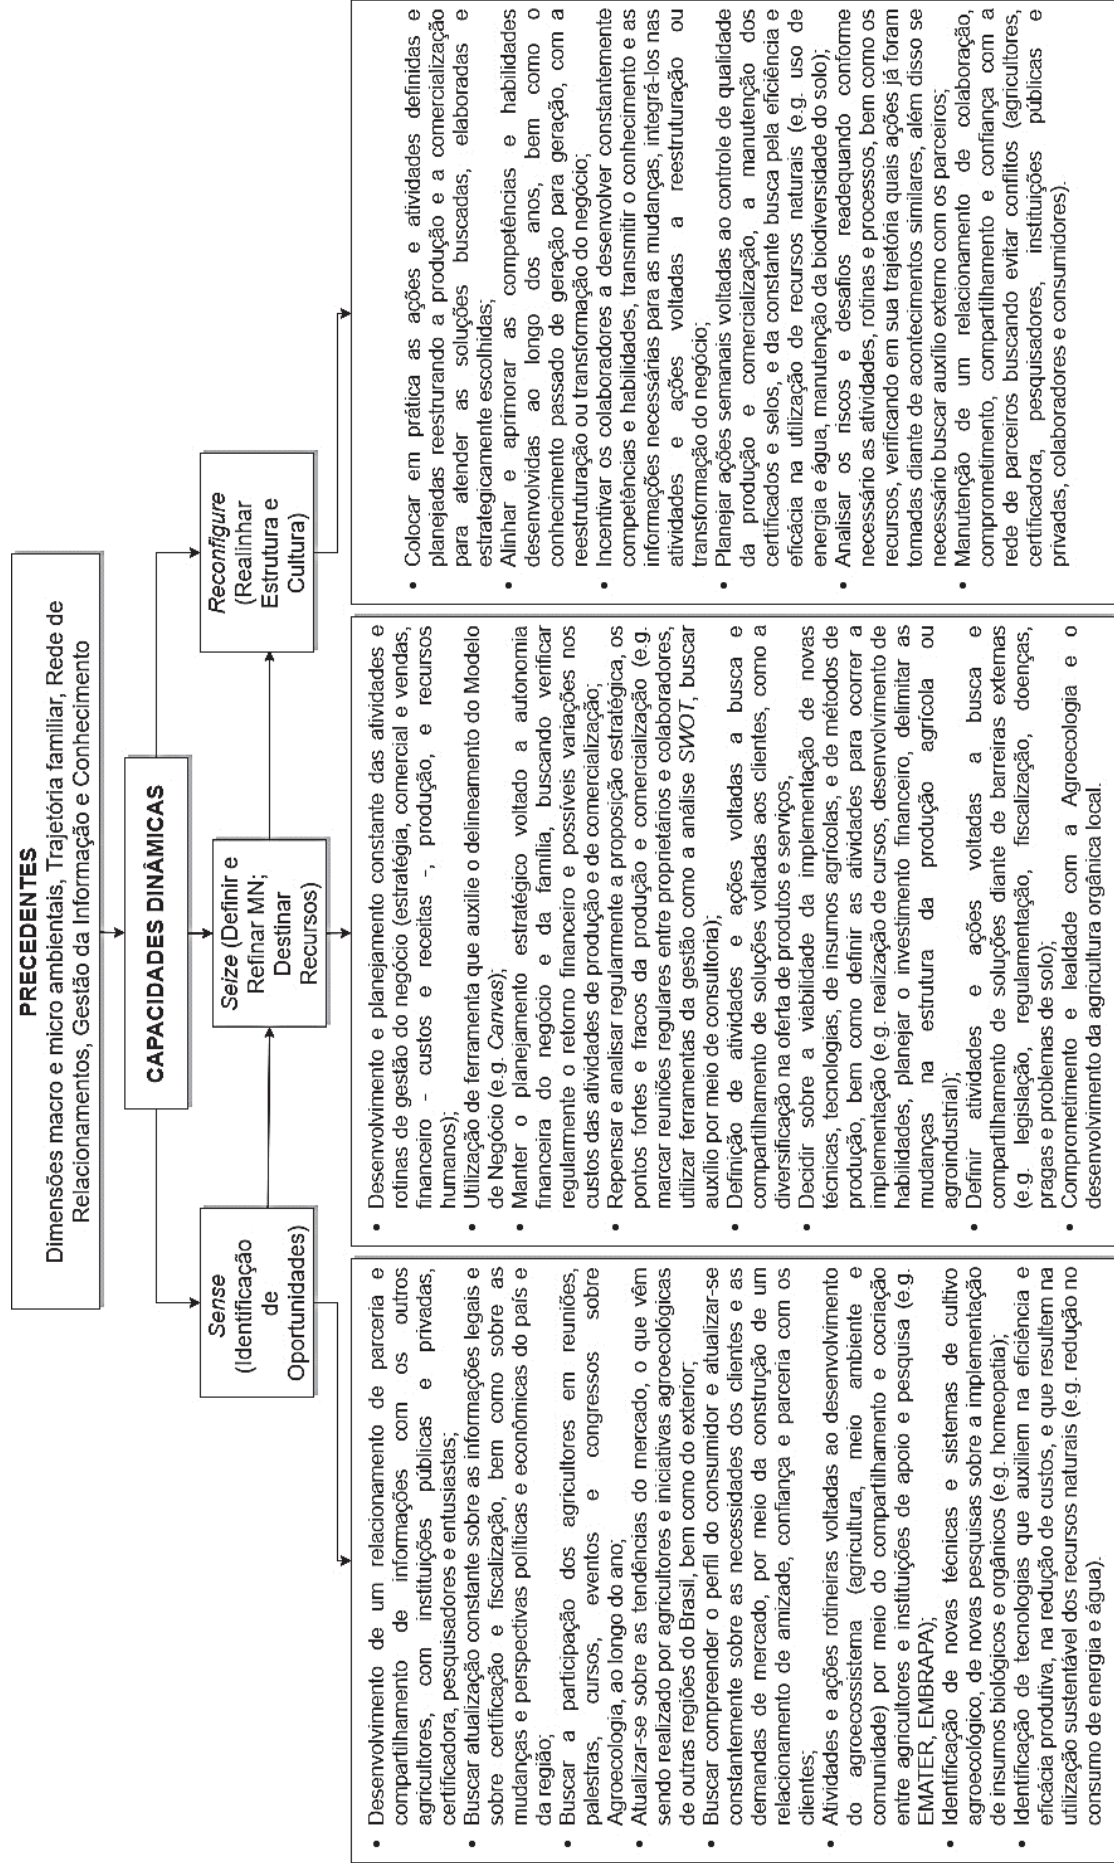 PRECEDENTES
Dimensões macro e micro ambientais, Trajetória familiar, Rede de
Relacionamentos, Gestão da Informação e Conhecimento
CAPACIDADES DINÂMICAS
Sense
(Identificação
de
Oportunidades)
Seize (Definir e
Refinar MN;
Destinar
Recursos)
Reconfigure
(Realinhar
Estrutura e
Cultura)
• Desenvolvimento de um relacionamento de parceria e
compartilhamento de informações com os outros
agricultores, com instituições públicas e privadas,
certificadora, pesquisadores e entusiastas;
• Buscar atualização constante sobre as informações legais e
sobre certificação e fiscalização, bem como sobre as
mudanças e perspectivas políticas e econômicas do país e
da região;
• Buscar a participação dos agricultores em reuniões,
palestras, cursos, eventos e congressos sobre
Agroecologia, ao longo do ano;
• Atualizar-se sobre as tendências do mercado, o que vêm
sendo realizado por agricultores e iniciativas agroecológicas
de outras regiões do Brasil, bem como do exterior;
• Buscar compreender o perfil do consumidor e atualizar-se
constantemente sobre as necessidades dos clientes e as
demandas de mercado, por meio da construção de um
relacionamento de amizade, confiança e parceria com os
clientes;
• Atividades e ações rotineiras voltadas ao desenvolvimento
do agroecossistema (agricultura, meio ambiente e
comunidade) por meio do compartilhamento e cocriação
entre agricultores e instituições de apoio e pesquisa (e.g.
EMATER, EMBRAPA);
• Identificação de novas técnicas e sistemas de cultivo
agroecológico, de novas pesquisas sobre a implementação
de insumos biológicos e orgânicos (e.g. homeopatia);
• Identificação de tecnologias que auxiliem na eficiência e
eficácia produtiva, na redução de custos, e que resultem na
utilização sustentável dos recursos naturais (e.g. redução no
consumo de energia e água).
• Desenvolvimento e planejamento constante das atividades e
rotinas de gestão do negócio (estratégia, comercial e vendas,
financeiro - custos e receitas -, produção, e recursos
humanos);
• Utilização de ferramenta que auxilie o delineamento do Modelo
de Negócio (e.g. Canvas);
• Manter o planejamento estratégico voltado a autonomia
financeira do negócio e da família, buscando verificar
regularmente o retorno financeiro e possíveis variações nos
custos das atividades de produção e de comercialização;
• Repensar e analisar regularmente a proposição estratégica, os
pontos fortes e fracos da produção e comercialização (e.g.
marcar reuniões regulares entre proprietários e colaboradores,
utilizar ferramentas da gestão como a análise SWOT, buscar
auxílio por meio de consultoria);
• Definição de atividades e ações voltadas a busca e
compartilhamento de soluções voltadas aos clientes, como a
diversificação na oferta de produtos e serviços,
• Decidir sobre a viabilidade da implementação de novas
técnicas, tecnologias, de insumos agrícolas, e de métodos de
produção, bem como definir as atividades para ocorrer a
implementação (e.g. realização de cursos, desenvolvimento de
habilidades, planejar o investimento financeiro, delimitar as
mudanças na estrutura da produção agrícola ou
agroindustrial);
• Definir atividades e ações voltadas a busca e
compartilhamento de soluções diante de barreiras externas
(e.g. legislação, regulamentação, fiscalização, doenças,
pragas e problemas de solo);
• Comprometimento e lealdade com a Agroecologia e o
desenvolvimento da agricultura orgânica local.
• Colocar em prática as ações e atividades definidas e
planejadas reestrurando a produção e a comercialização
para atender as soluções buscadas, elaboradas e
estrategicamente escolhidas;
• Alinhar e aprimorar as competências e habilidades
desenvolvidas ao longo dos anos, bem como o
conhecimento passado de geração para geração, com a
reestruturação ou transformação do negócio;
• Incentivar os colaboradores a desenvolver constantemente
competências e habilidades, transmitir o conhecimento e as
informações necessárias para as mudanças, integrá-los nas
atividades e ações voltadas a reestruturação ou
transformação do negócio;
• Planejar ações semanais voltadas ao controle de qualidade
da produção e comercialização, a manutenção dos
certificados e selos, e da constante busca pela eficiência e
eficácia na utilização de recursos naturais (e.g. uso de
energia e água, manutenção da biodiversidade do solo);
• Analisar os riscos e desafios readequando conforme
necessário as atividades, rotinas e processos, bem como os
recursos, verificando em sua trajetória quais ações já foram
tomadas diante de acontecimentos similares, além disso se
necessário buscar auxílio externo com os parceiros;
• Manutenção de um relacionamento de colaboração,
comprometimento, compartilhamento e confiança com a
rede de parceiros buscando evitar conflitos (agricultores,
certificadora, pesquisadores, instituições públicas e
privadas, colaboradores e consumidores).